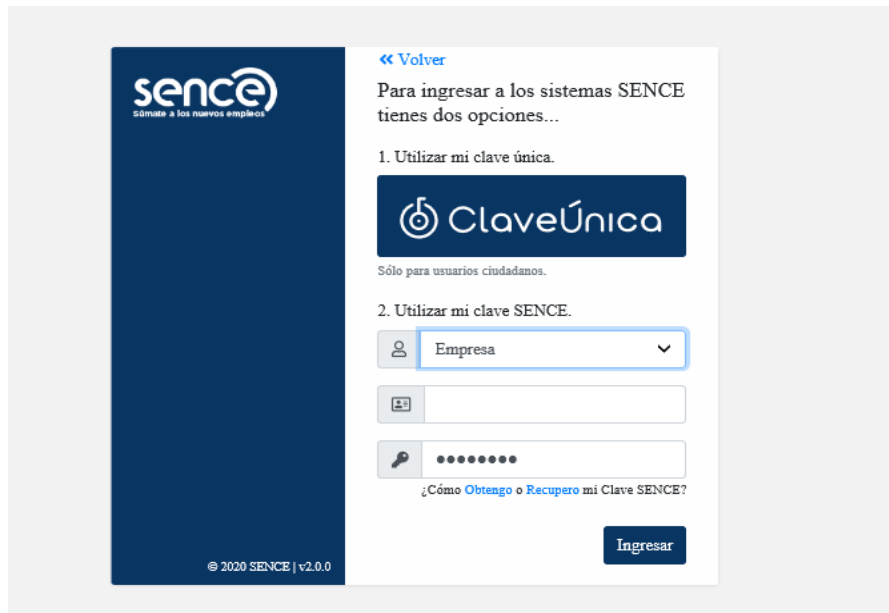 sence
Súmate a los nuevos empleos
© 2020 SENCE | v2.0.0
Volver
Para ingresar a los sistemas SENCE
tienes dos opciones...
1. Utilizar mi clave única.
ClaveÚnica
Sólo para usuarios ciudadanos.
2. Utilizar mi clave SENCE.
Empresa
¿Cómo Obtengo o Recupero mi Clave SENCE?
Ingresar